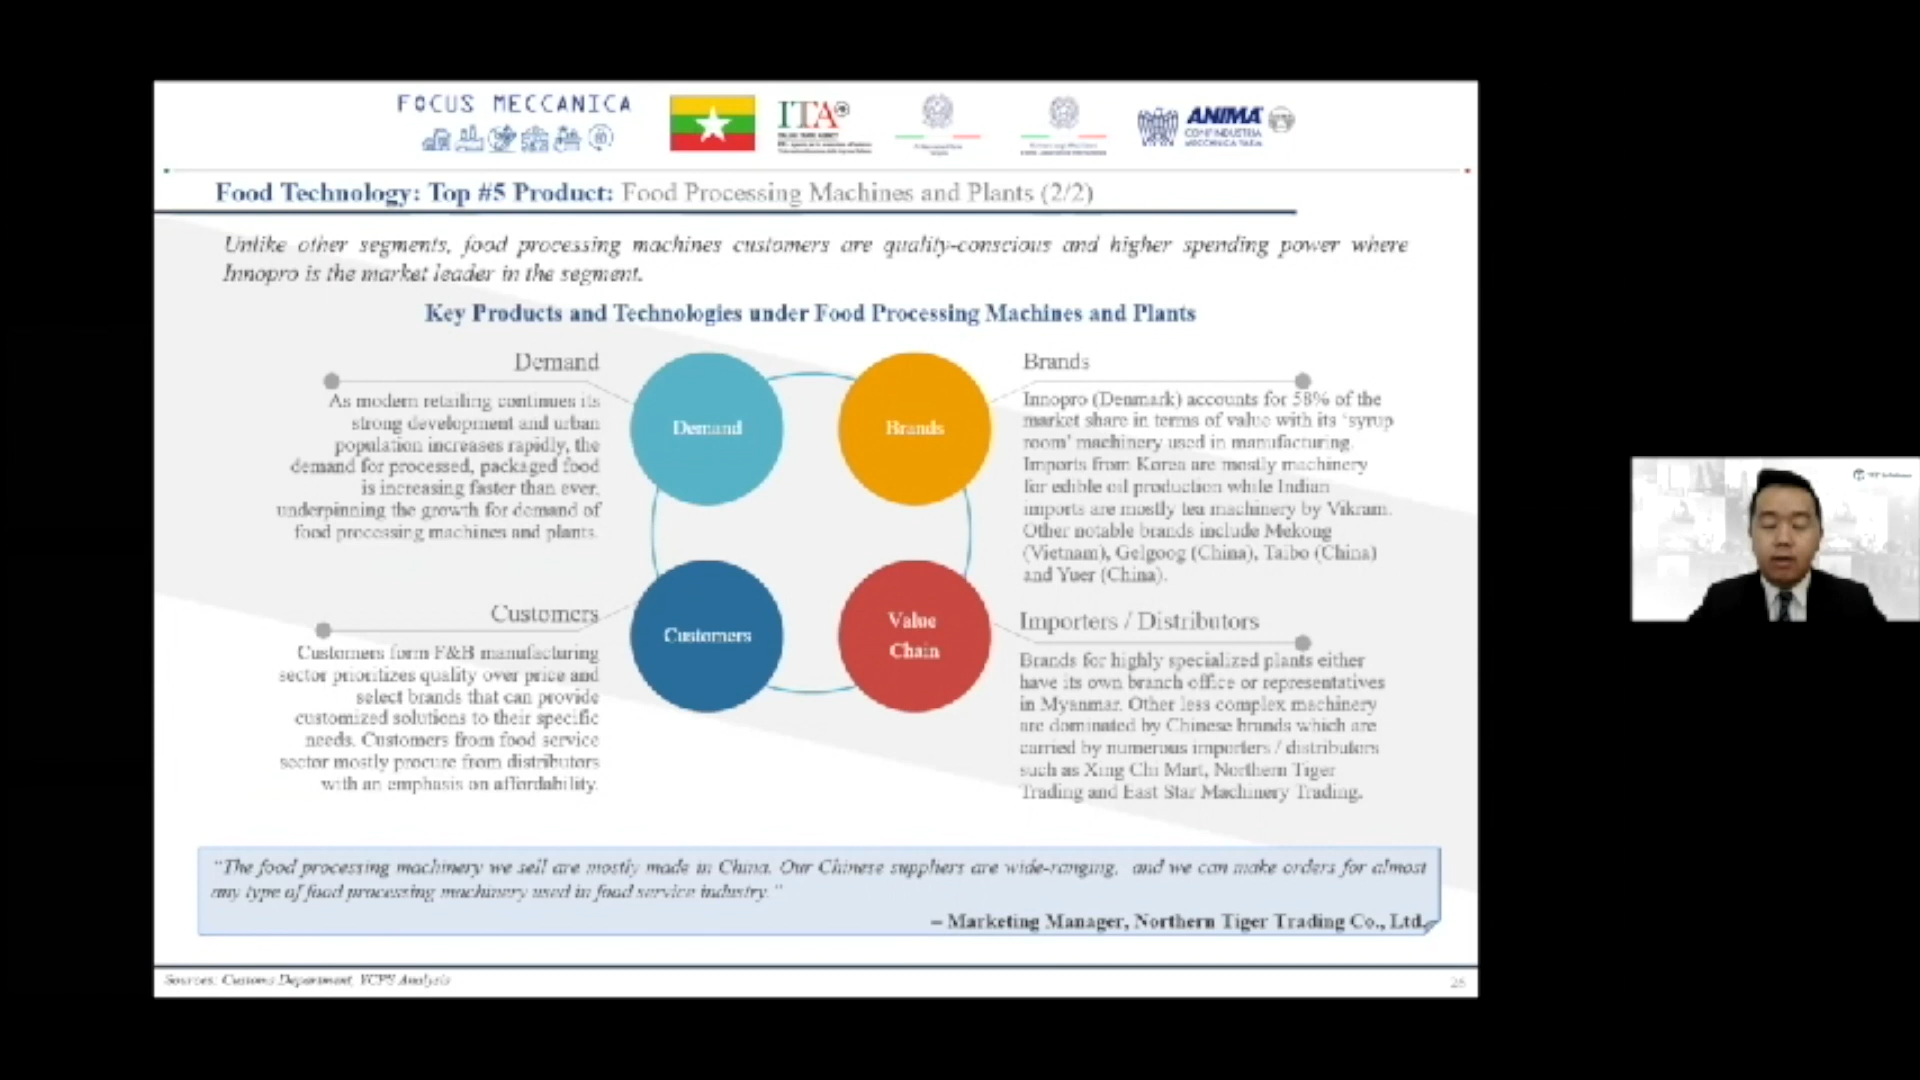 FOCUS MECCANICA
ITA
ANIMA
CONFINDUSTRIA
MECCANICA VARIA
Food Technology: Top #5 Product: Food Processing Machines and Plants (2/2)
Unlike other segments, food processing machines customers are quality-conscious and higher spending power where
Innopro is the market leader in the segment.
Key Products and Technologies under Food Processing Machines and Plants
Demand
As modern retailing continues its
strong development and urban
population increases rapidly, the
demand for processed, packaged food
is increasing faster than ever,
underpinning the growth for demand of
food processing machines and plants.
Demand
Brands
Brands
Innopro (Denmark) accounts for 58% of the
market share in terms of value with its 'syrup
room' machinery used in manufacturing.
Imports from Korea are mostly machinery
for edible oil production while Indian
imports are mostly tea machinery by Vikram.
Other notable brands include Mekong
(Vietnam), Gelgoog (China), Taibo (China)
and Yuer (China).
Customers
Customers form F&B manufacturing
sector prioritizes quality over price and
select brands that can provide
customized solutions to their specific
needs. Customers from food service
sector mostly procure from distributors
with an emphasis on affordability.
Customers
Value
Chain
Importers / Distributors
Brands for highly specialized plants either
have its own branch office or representatives
in Myanmar. Other less complex machinery
are dominated by Chinese brands which are
carried by numerous importers / distributors
such as Xing Chi Mart, Northern Tiger
Trading and East Star Machinery Trading.
"The food processing machinery we sell are mostly made in China. Our Chinese suppliers are wide-ranging, and we can make orders for almost
any type of food processing machinery used in food service industry."
– Marketing Manager, Northern Tiger Trading Co., Ltd.
Sources: Customs Department, YCPS Analysis